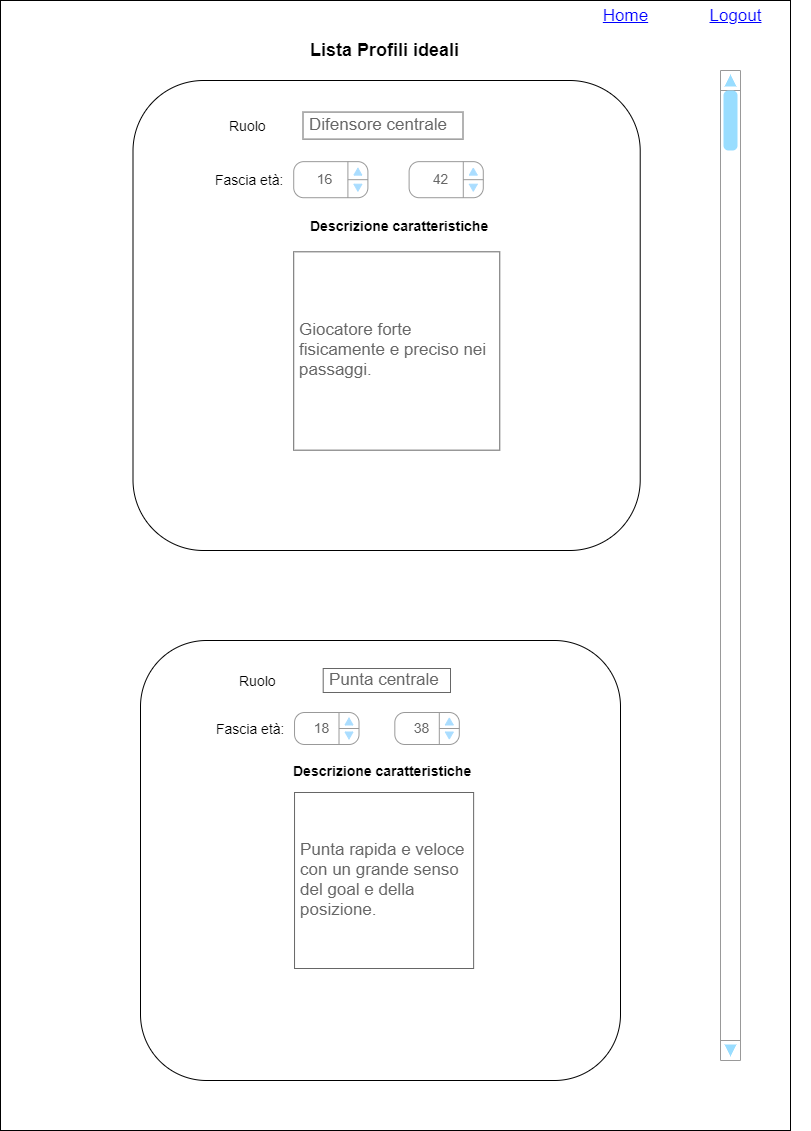 Home Logout
Lista Profili ideali
Ruolo Difensore centrale
Fascia età: 16 42
Descrizione caratteristiche
Giocatore forte
fisicamente e preciso nei
passaggi.
Ruolo Punta centrale
Fascia età: 18 38
Descrizione caratteristiche
Punta rapida e veloce
con un grande senso
del goal e della
posizione.